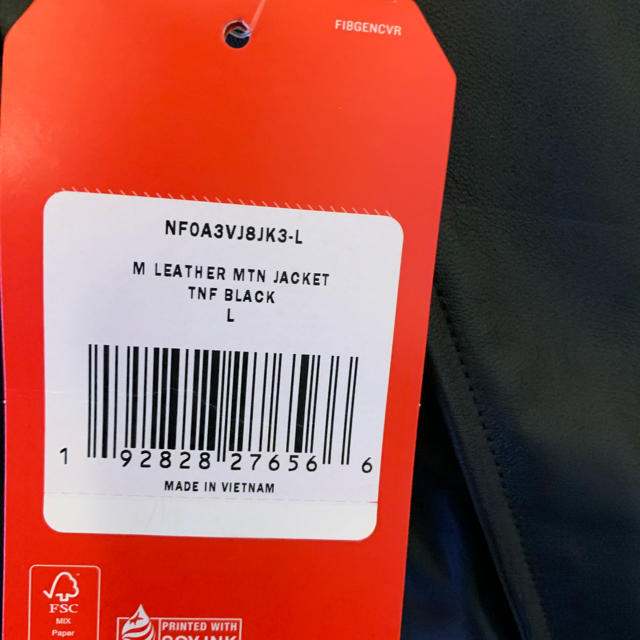 FI8GENCVR
NF0A3VJ8JK3-L
M LEATHER MTN JACKET
TNF BLACK
L
1 92828 27656 6
MADE IN VIETNAM
FSC
MIX
Paper
PRINTED WITH
SOY INK